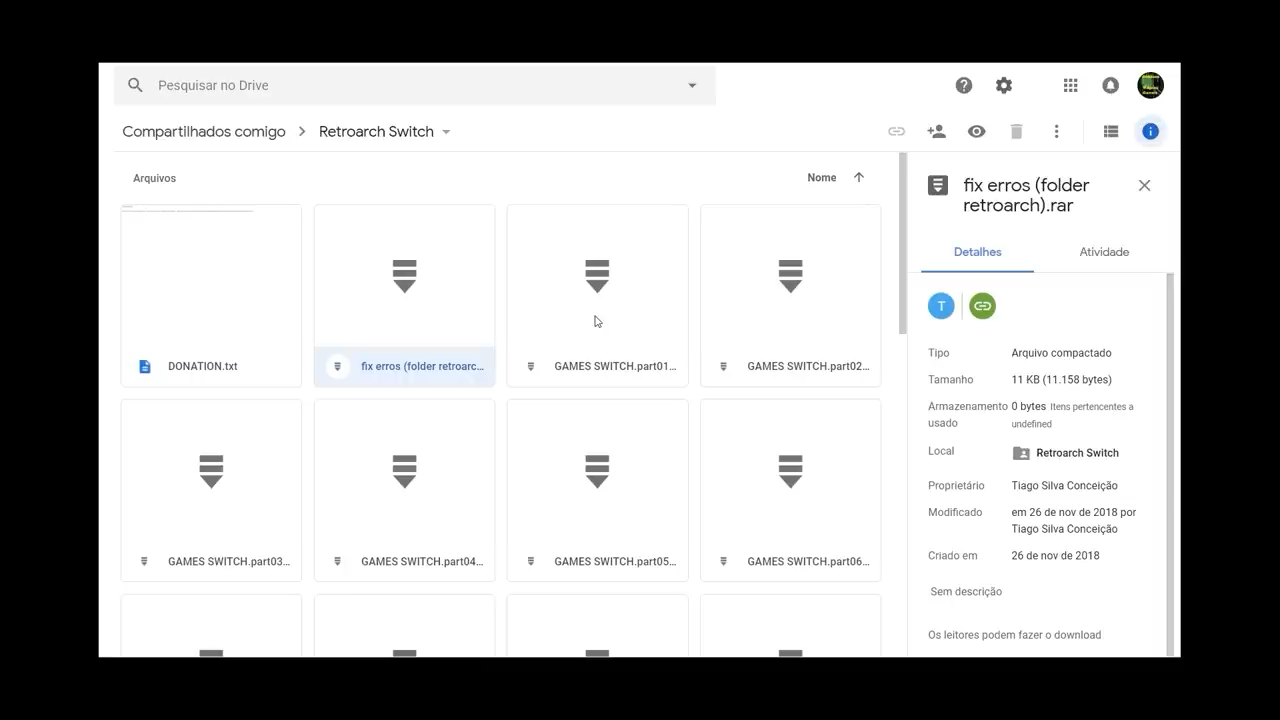 Pesquisar no Drive
Compartilhados comigo > Retroarch Switch
Arquivos
Nome
DONATION.txt
fix erros (folder retroarc...
GAMES SWITCH.part01...
GAMES SWITCH.part02...
GAMES SWITCH.part03...
GAMES SWITCH.part04...
GAMES SWITCH.part05...
GAMES SWITCH.part06...
fix erros (folder
retroarch).rar
Detalhes
Atividade
T
Tipo Arquivo compactado
Tamanho 11 KB (11.158 bytes)
Armazenamento 0 bytes Itens pertencentes a
usado undefined
Local Retroarch Switch
Proprietário Tiago Silva Conceição
Modificado em 26 de nov de 2018 por
Tiago Silva Conceição
Criado em 26 de nov de 2018
Sem descrição
Os leitores podem fazer o download